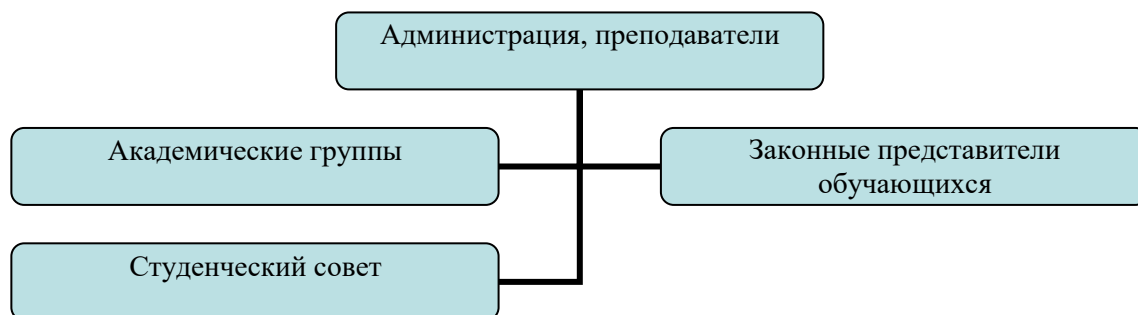 Администрация, преподаватели
Академические группы
Законные представители
обучающихся
Студенческий совет